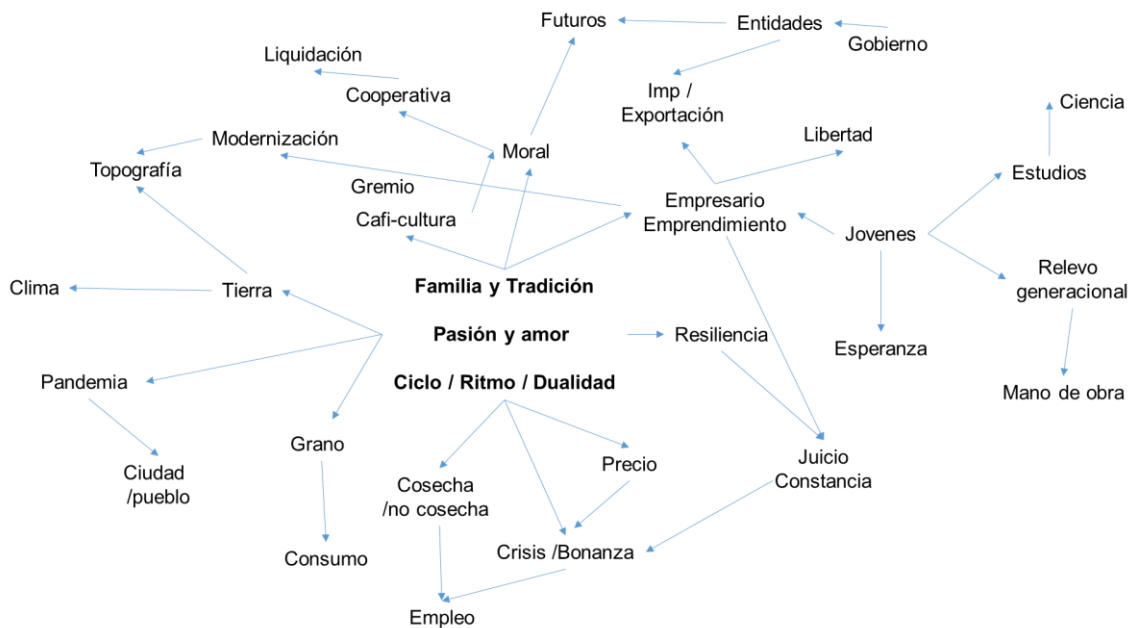 Futuros
Entidades
Gobierno
Liquidación
Cooperativa
Imp /
Exportación
Ciencia
Modernización
Moral
Libertad
Topografía
Estudios
Gremio
Cafi-cultura
Empresario
Emprendimiento
Jovenes
Relevo
generacional
Clima
Tierra
Familia y Tradición
Pasión y amor
Resiliencia
Esperanza
Pandemia
Ciclo / Ritmo / Dualidad
Mano de obra
Grano
Precio
Juicio
Constancia
Ciudad
/pueblo
Cosecha
/no cosecha
Consumo
Crisis /Bonanza
Empleo